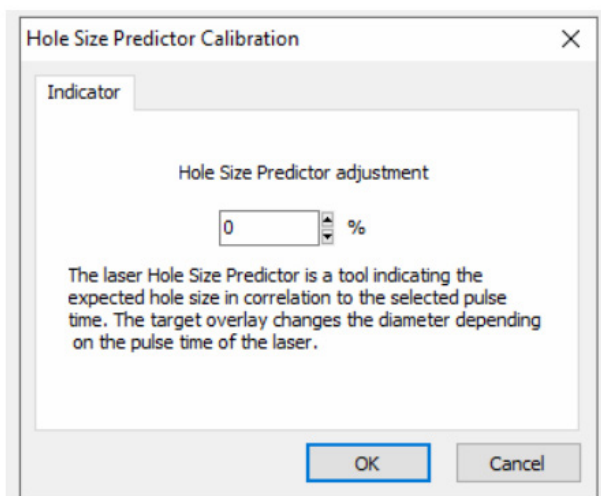 Hole Size Predictor Calibration
Indicator
Hole Size Predictor adjustment
0 %
The laser Hole Size Predictor is a tool indicating the
expected hole size in correlation to the selected pulse
time. The target overlay changes the diameter depending
on the pulse time of the laser.
OK Cancel